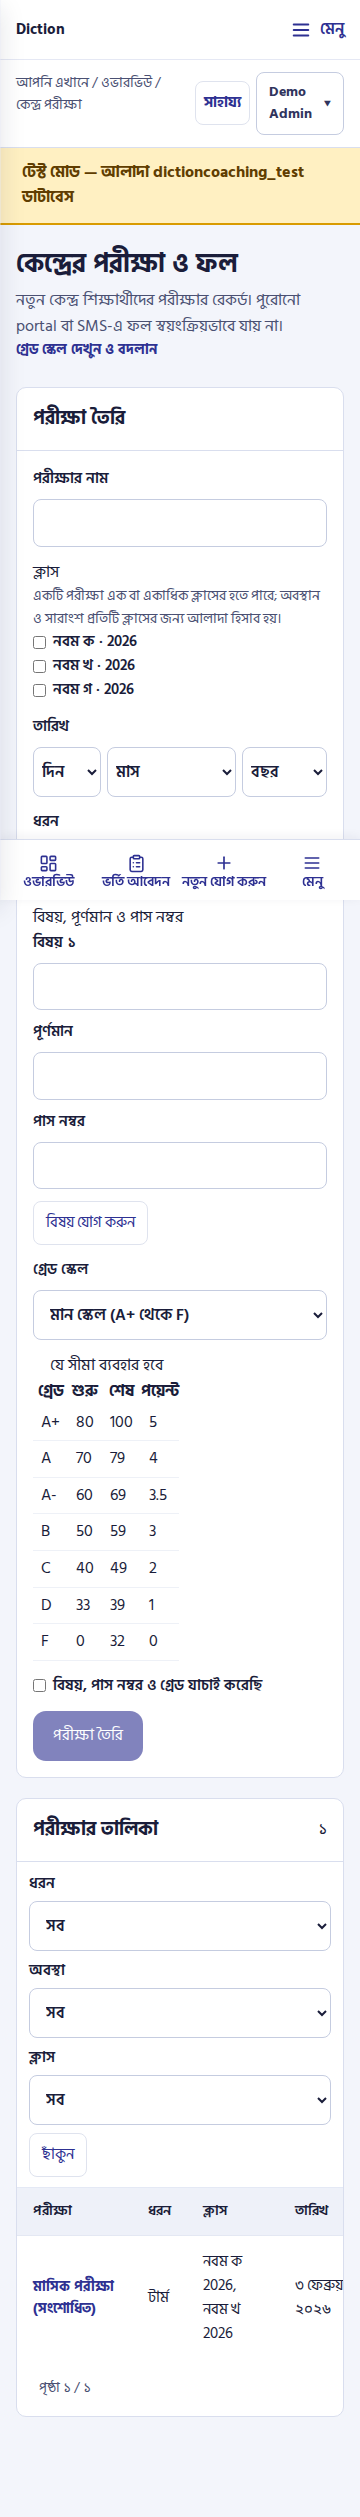 Diction
মেনু
আপনি এখানে / ওভারভিউ /
কেন্দ্র পরীক্ষা
সাহায্য
Demo
Admin
টেস্ট মোড — আলাদা dictioncoaching_test
ডাটাবেস
কেন্দ্রের পরীক্ষা ও ফল
নতুন কেন্দ্র শিক্ষার্থীদের পরীক্ষার রেকর্ড। পুরোনো
portal বা SMS-এ ফল স্বয়ংক্রিয়ভাবে যায় না।
গ্রেড স্কেল দেখুন ও বদলান
পরীক্ষা তৈরি
পরীক্ষার নাম
ক্লাস
একটি পরীক্ষা এক বা একাধিক ক্লাসের হতে পারে; অবস্থান
ও সারাংশ প্রতিটি ক্লাসের জন্য আলাদা হিসাব হয়।
নবম ক · 2026
নবম খ · 2026
নবম গ · 2026
তারিখ
দিন মাস বছর
ধরন
ওভারভিউ ভর্তি আবেদন নতুন যোগ করুন মেনু
বিষয়, পূর্ণমান ও পাস নম্বর
বিষয় ১
পূর্ণমান
পাস নম্বর
বিষয় যোগ করুন
গ্রেড স্কেল
মান স্কেল (A+ থেকে F)
যে সীমা ব্যবহার হবে
গ্রেড শুরু শেষ পয়েন্ট
A+ 80 100 5
A 70 79 4
A- 60 69 3.5
B 50 59 3
C 40 49 2
D 33 39 1
F 0 32 0
বিষয়, পাস নম্বর ও গ্রেড যাচাই করেছি
পরীক্ষা তৈরি
পরীক্ষার তালিকা ১
ধরন
সব
অবস্থা
সব
ক্লাস
সব
ছাঁকুন
পরীক্ষা ধরন ক্লাস তারিখ
মাসিক পরীক্ষা
(সংশোধিত)
টার্ম
নবম ক
2026,
নবম খ
2026
৩ ফেব্রুয়
২০২৬
পৃষ্ঠা ১ / ১